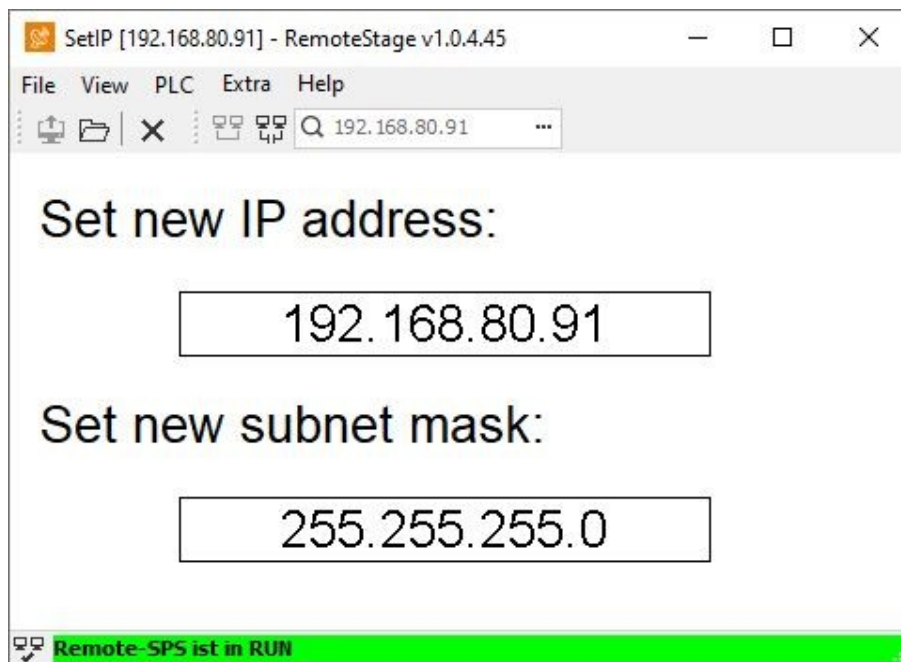 SetIP [192.168.80.91] - RemoteStage v1.0.4.45
File View PLC Extra Help
192.168.80.91 ...
Set new IP address:
192.168.80.91
Set new subnet mask:
255.255.255.0
Remote-SPS ist in RUN